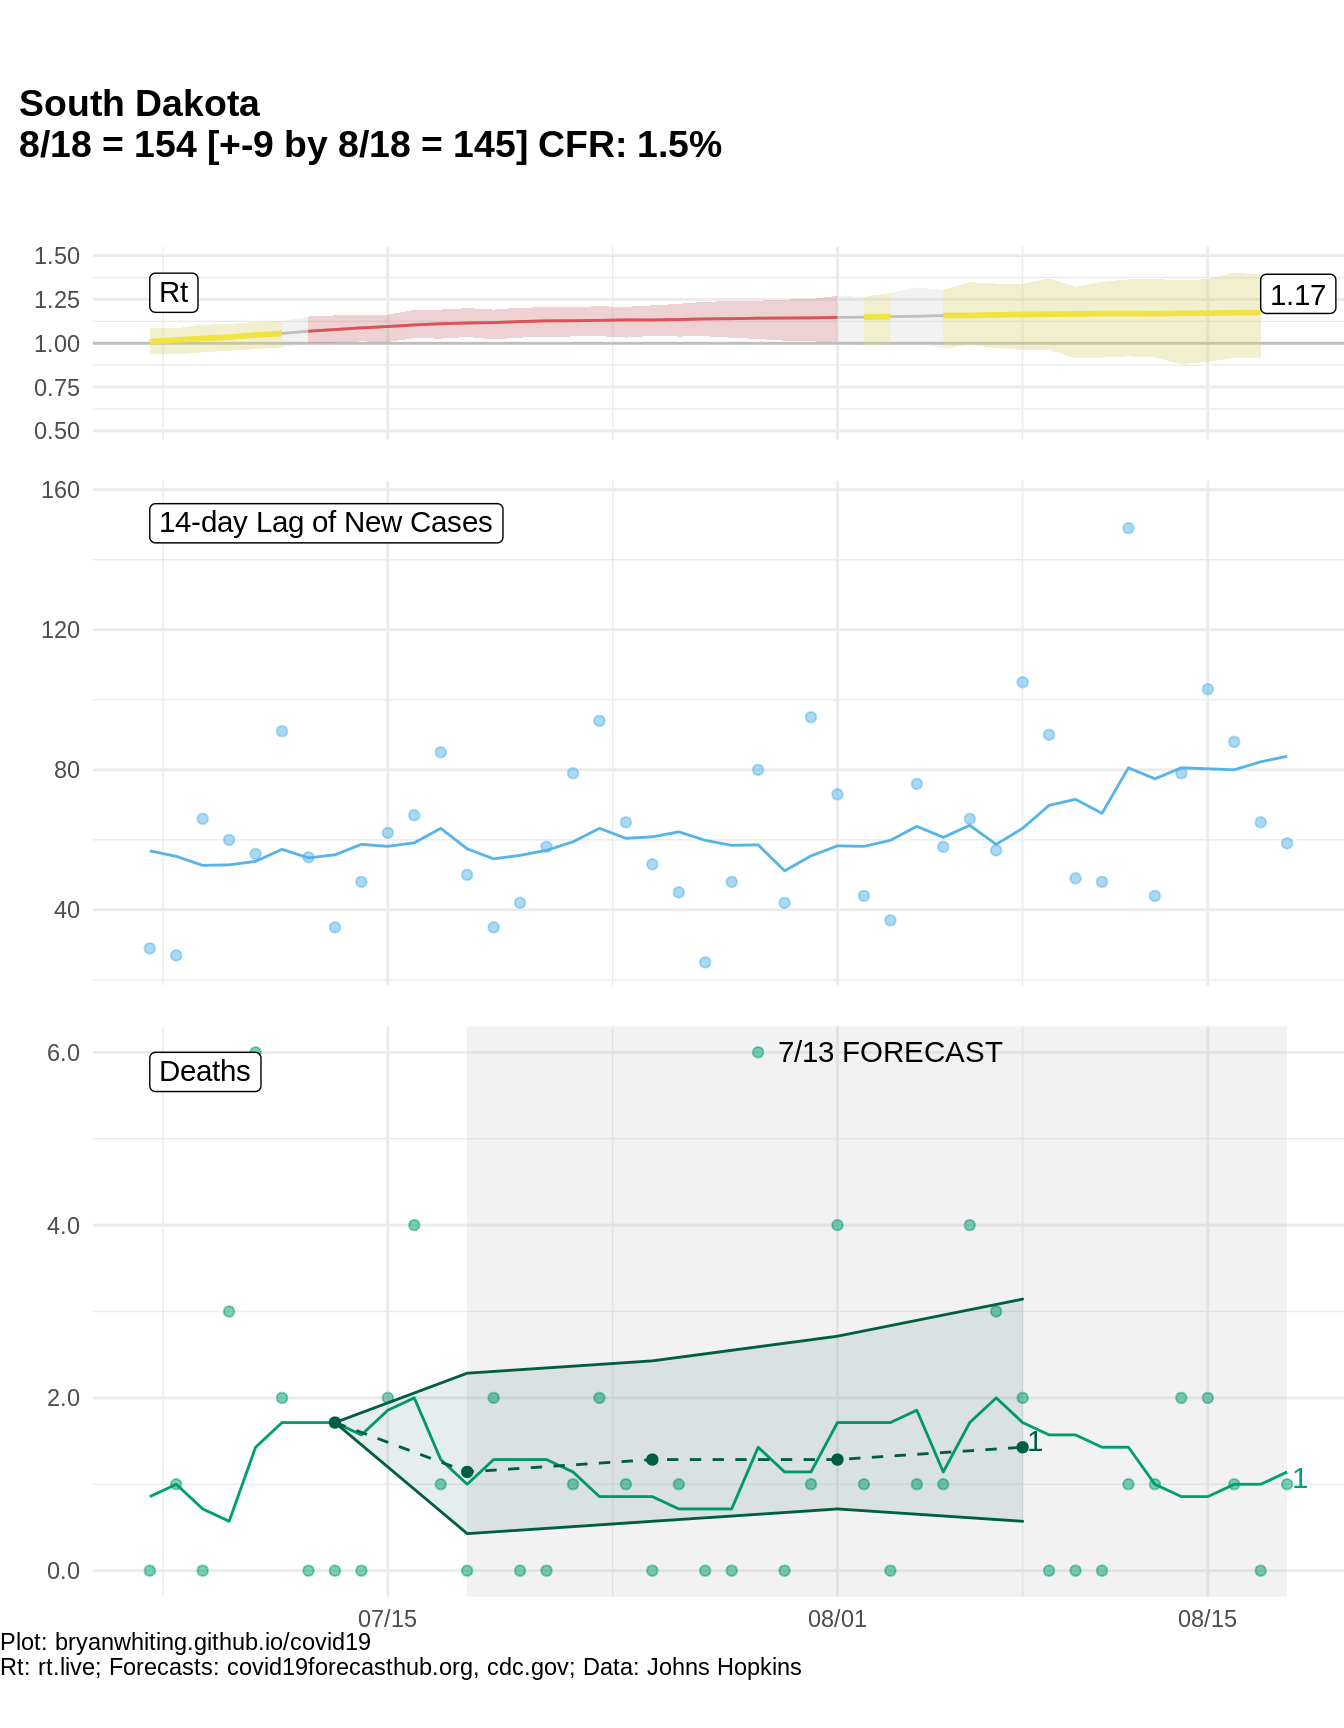 South Dakota
8/18 = 154 [+-9 by 8/18 = 145] CFR: 1.5%
1.50
1.25
1.00
0.75
0.50
Rt
1.17
160
120
80
40
14-day Lag of New Cases
6.0
4.0
2.0
0.0
Deaths
7/13 FORECAST
1
1
07/15
08/01
08/15
Plot: bryanwhiting.github.io/covid19
Rt: rt.live; Forecasts: covid19forecasthub.org, cdc.gov; Data: Johns Hopkins